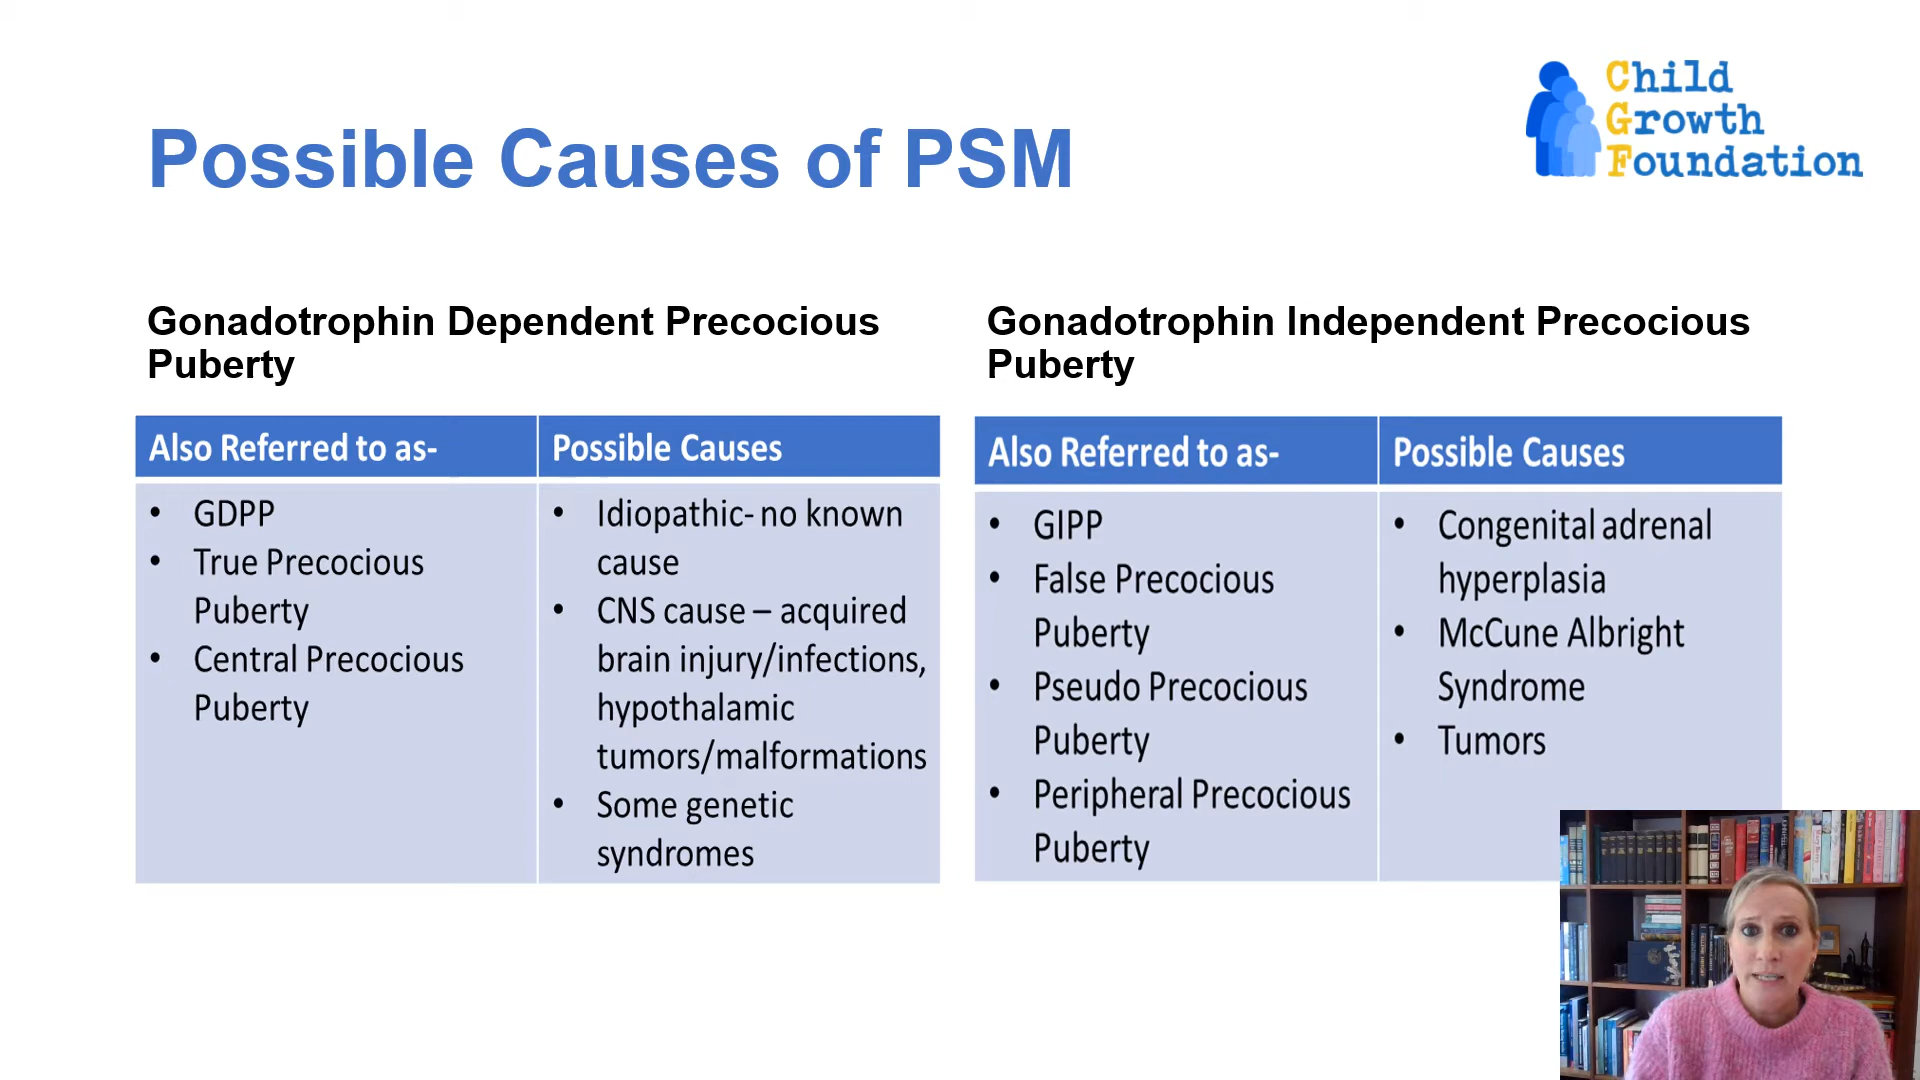 Child
Growth
Foundation
Possible Causes of PSM
Gonadotrophin Dependent Precocious
Puberty
Also Referred to as-
Possible Causes
• GDPP
• True Precocious
Puberty
• Central Precocious
Puberty
• Idiopathic- no known
cause
• CNS cause – acquired
brain injury/infections,
hypothalamic
tumors/malformations
• Some genetic
syndromes
Gonadotrophin Independent Precocious
Puberty
Also Referred to as-
Possible Causes
• GIPP
• False Precocious
Puberty
• Pseudo Precocious
Puberty
• Peripheral Precocious
Puberty
• Congenital adrenal
hyperplasia
• McCune Albright
Syndrome
• Tumors